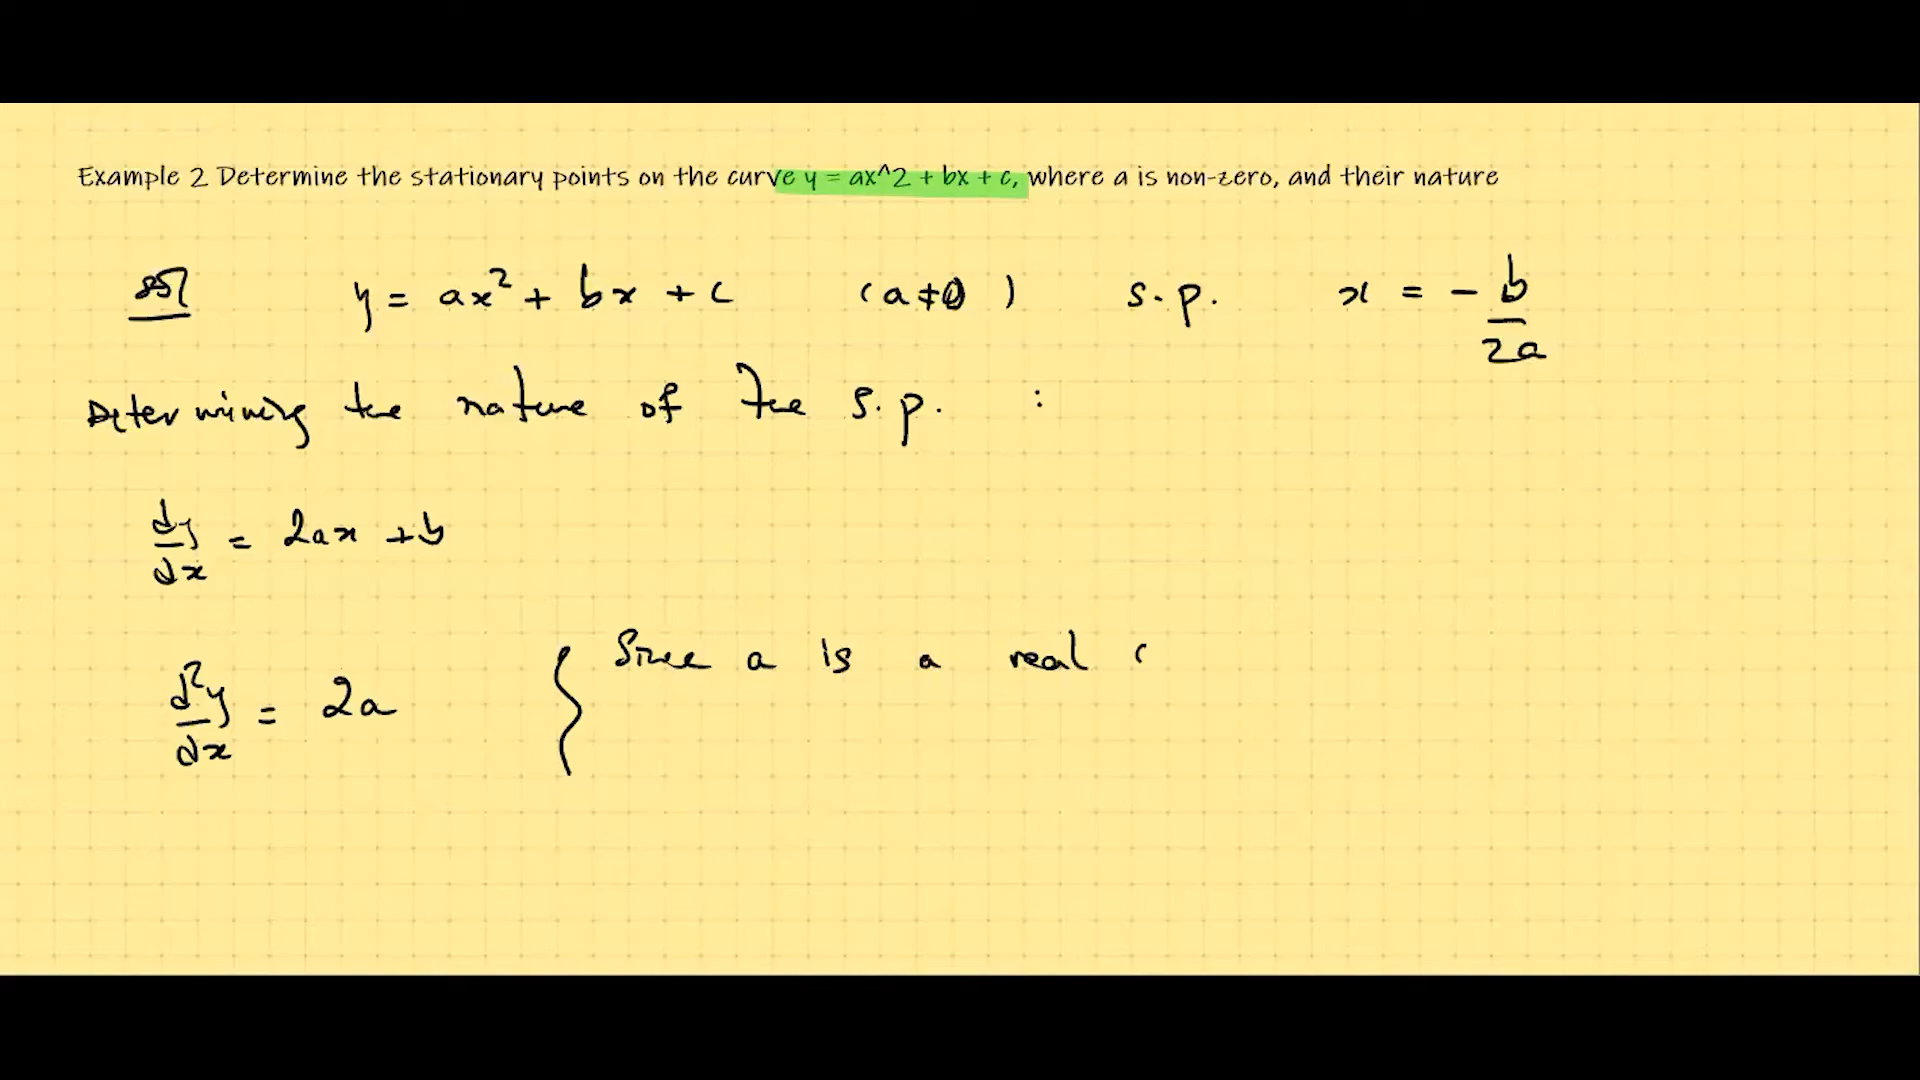 Example 2 Determine the stationary points on the curve y = ax^2 + bx + c, where a is non-zero, and their nature
sol y = ax² + bx + c (a≠0) s.p. x = - b/2a
Determining the nature of the s.p. :
dy/dx = 2ax + b
d²y/dx = 2a { Since a is a real (